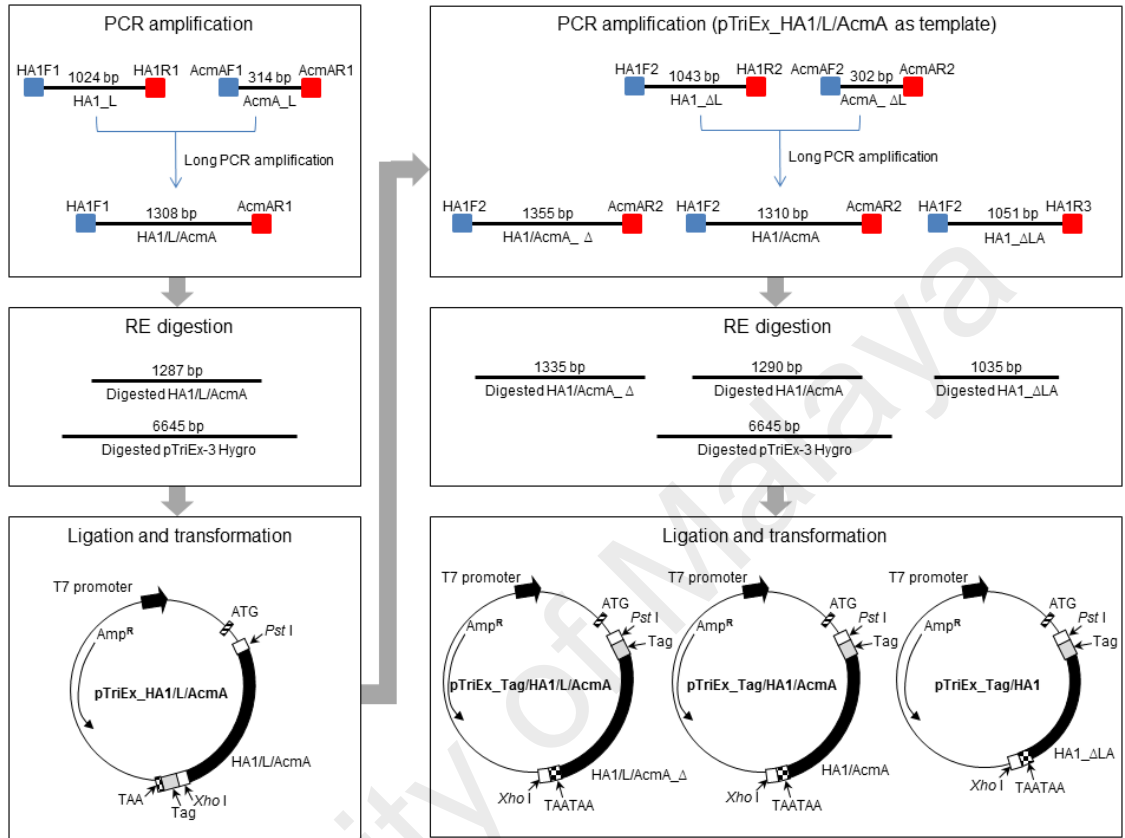 PCR amplification
HA1F1 1024 bp HA1R1
HA1_L
AcmAF1 314 bp AcmAR1
AcmA_L
Long PCR amplification
HA1F1 1308 bp AcmAR1
HA1/L/AcmA
RE digestion
1287 bp
Digested HA1/L/AcmA
6645 bp
Digested pTriEx-3 Hygro
Ligation and transformation
T7 promoter
ATG
Pst I
AmpR
pTriEx_HA1/L/AcmA
HA1/L/AcmA
TAA
Xho I
Tag
PCR amplification (pTriEx_HA1/L/AcmA as template)
HA1F2 1043 bp HA1R2
HA1_ΔL
AcmAF2 302 bp AcmAR2
AcmA_ ΔL
Long PCR amplification
HA1F2 1355 bp AcmAR2
HA1/AcmA_ Δ
HA1F2 1310 bp AcmAR2
HA1/AcmA
HA1F2 1051 bp HA1R3
HA1_ΔLA
RE digestion
1335 bp
Digested HA1/AcmA_ Δ
1290 bp
Digested HA1/AcmA
1035 bp
Digested HA1_ΔLA
6645 bp
Digested pTriEx-3 Hygro
Ligation and transformation
T7 promoter
ATG
Pst I
Tag
AmpR
pTriEx_Tag/HA1/L/AcmA
HA1/L/AcmA_Δ
Xho I
TAATAA
T7 promoter
ATG
Pst I
Tag
AmpR
pTriEx_Tag/HA1/AcmA
HA1/AcmA
Xho I
TAATAA
T7 promoter
ATG
Pst I
Tag
AmpR
pTriEx_Tag/HA1
HA1_ΔLA
Xho I
TAATAA
ity of Malaya